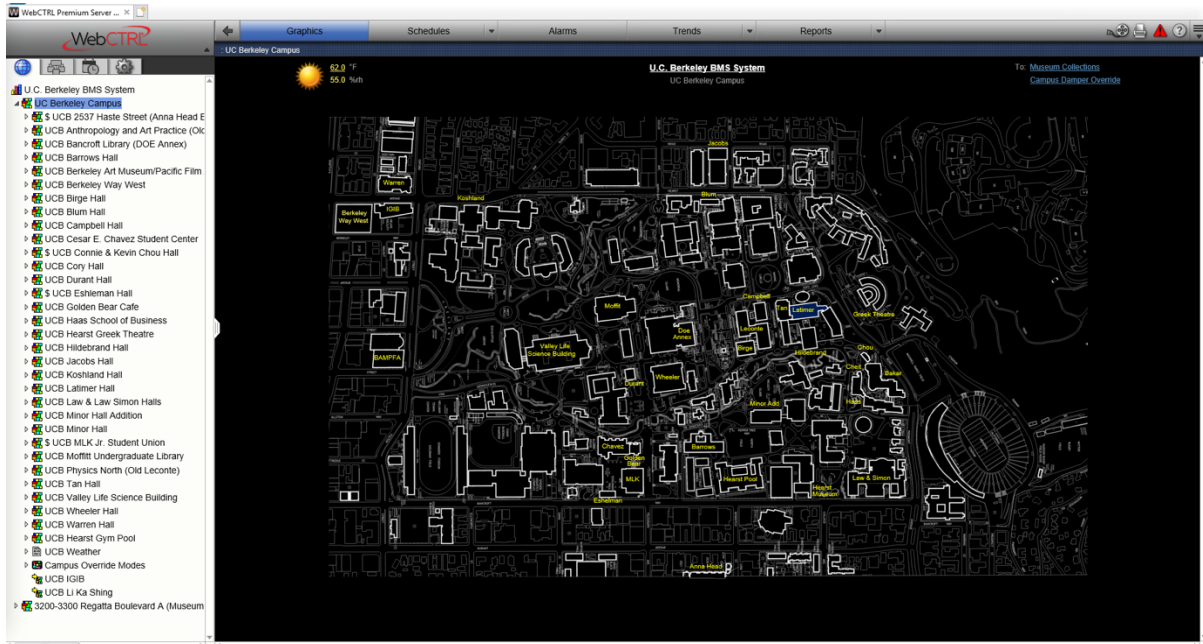 WebCTRL Premium Server ...
WebCTRL
Graphics
Schedules
Alarms
Trends
Reports
: UC Berkeley Campus
U.C. Berkeley BMS System
UC Berkeley Campus
$ UCB 2537 Haste Street (Anna Head B
UCB Anthropology and Art Practice (Old
UCB Bancroft Library (DOE Annex)
UCB Barrows Hall
UCB Berkeley Art Museum/Pacific Film
UCB Berkeley Way West
UCB Birge Hall
UCB Blum Hall
UCB Campbell Hall
UCB Cesar E. Chavez Student Center
$ UCB Connie & Kevin Chou Hall
UCB Cory Hall
UCB Durant Hall
$ UCB Eshleman Hall
UCB Golden Bear Cafe
UCB Haas School of Business
UCB Hearst Greek Theatre
UCB Hildebrand Hall
UCB Jacobs Hall
UCB Koshland Hall
UCB Latimer Hall
UCB Law & Law Simon Halls
UCB Minor Hall Addition
UCB Minor Hall
$ UCB MLK Jr. Student Union
UCB Moffitt Undergraduate Library
UCB Physics North (Old Leconte)
UCB Tan Hall
UCB Valley Life Science Building
UCB Wheeler Hall
UCB Warren Hall
UCB Hearst Gym Pool
UCB Weather
Campus Override Modes
UCB IGIB
UCB Li Ka Shing
3200-3300 Regatta Boulevard A (Museum
62.0 °F
55.0 %rh
U.C. Berkeley BMS System
UC Berkeley Campus
To: Museum Collections
Campus Damper Override
Jacobs
Warren
Koshland
Blum
Berkeley
Way West
IGIB
Campbell
Moffit
Tan
Latimer
Greek Theatre
Doe
Annex
Leconte
Valley Life
Science Building
Birge
Hildebrand
Chou
BAMPFA
Cheit
Bakar
Wheeler
Durant
Haas
Minor Add
Chavez
Barrows
Golden
Bear
MLK
Hearst Pool
Hearst
Museum
Law & Simon
Eshelman
Anna Head